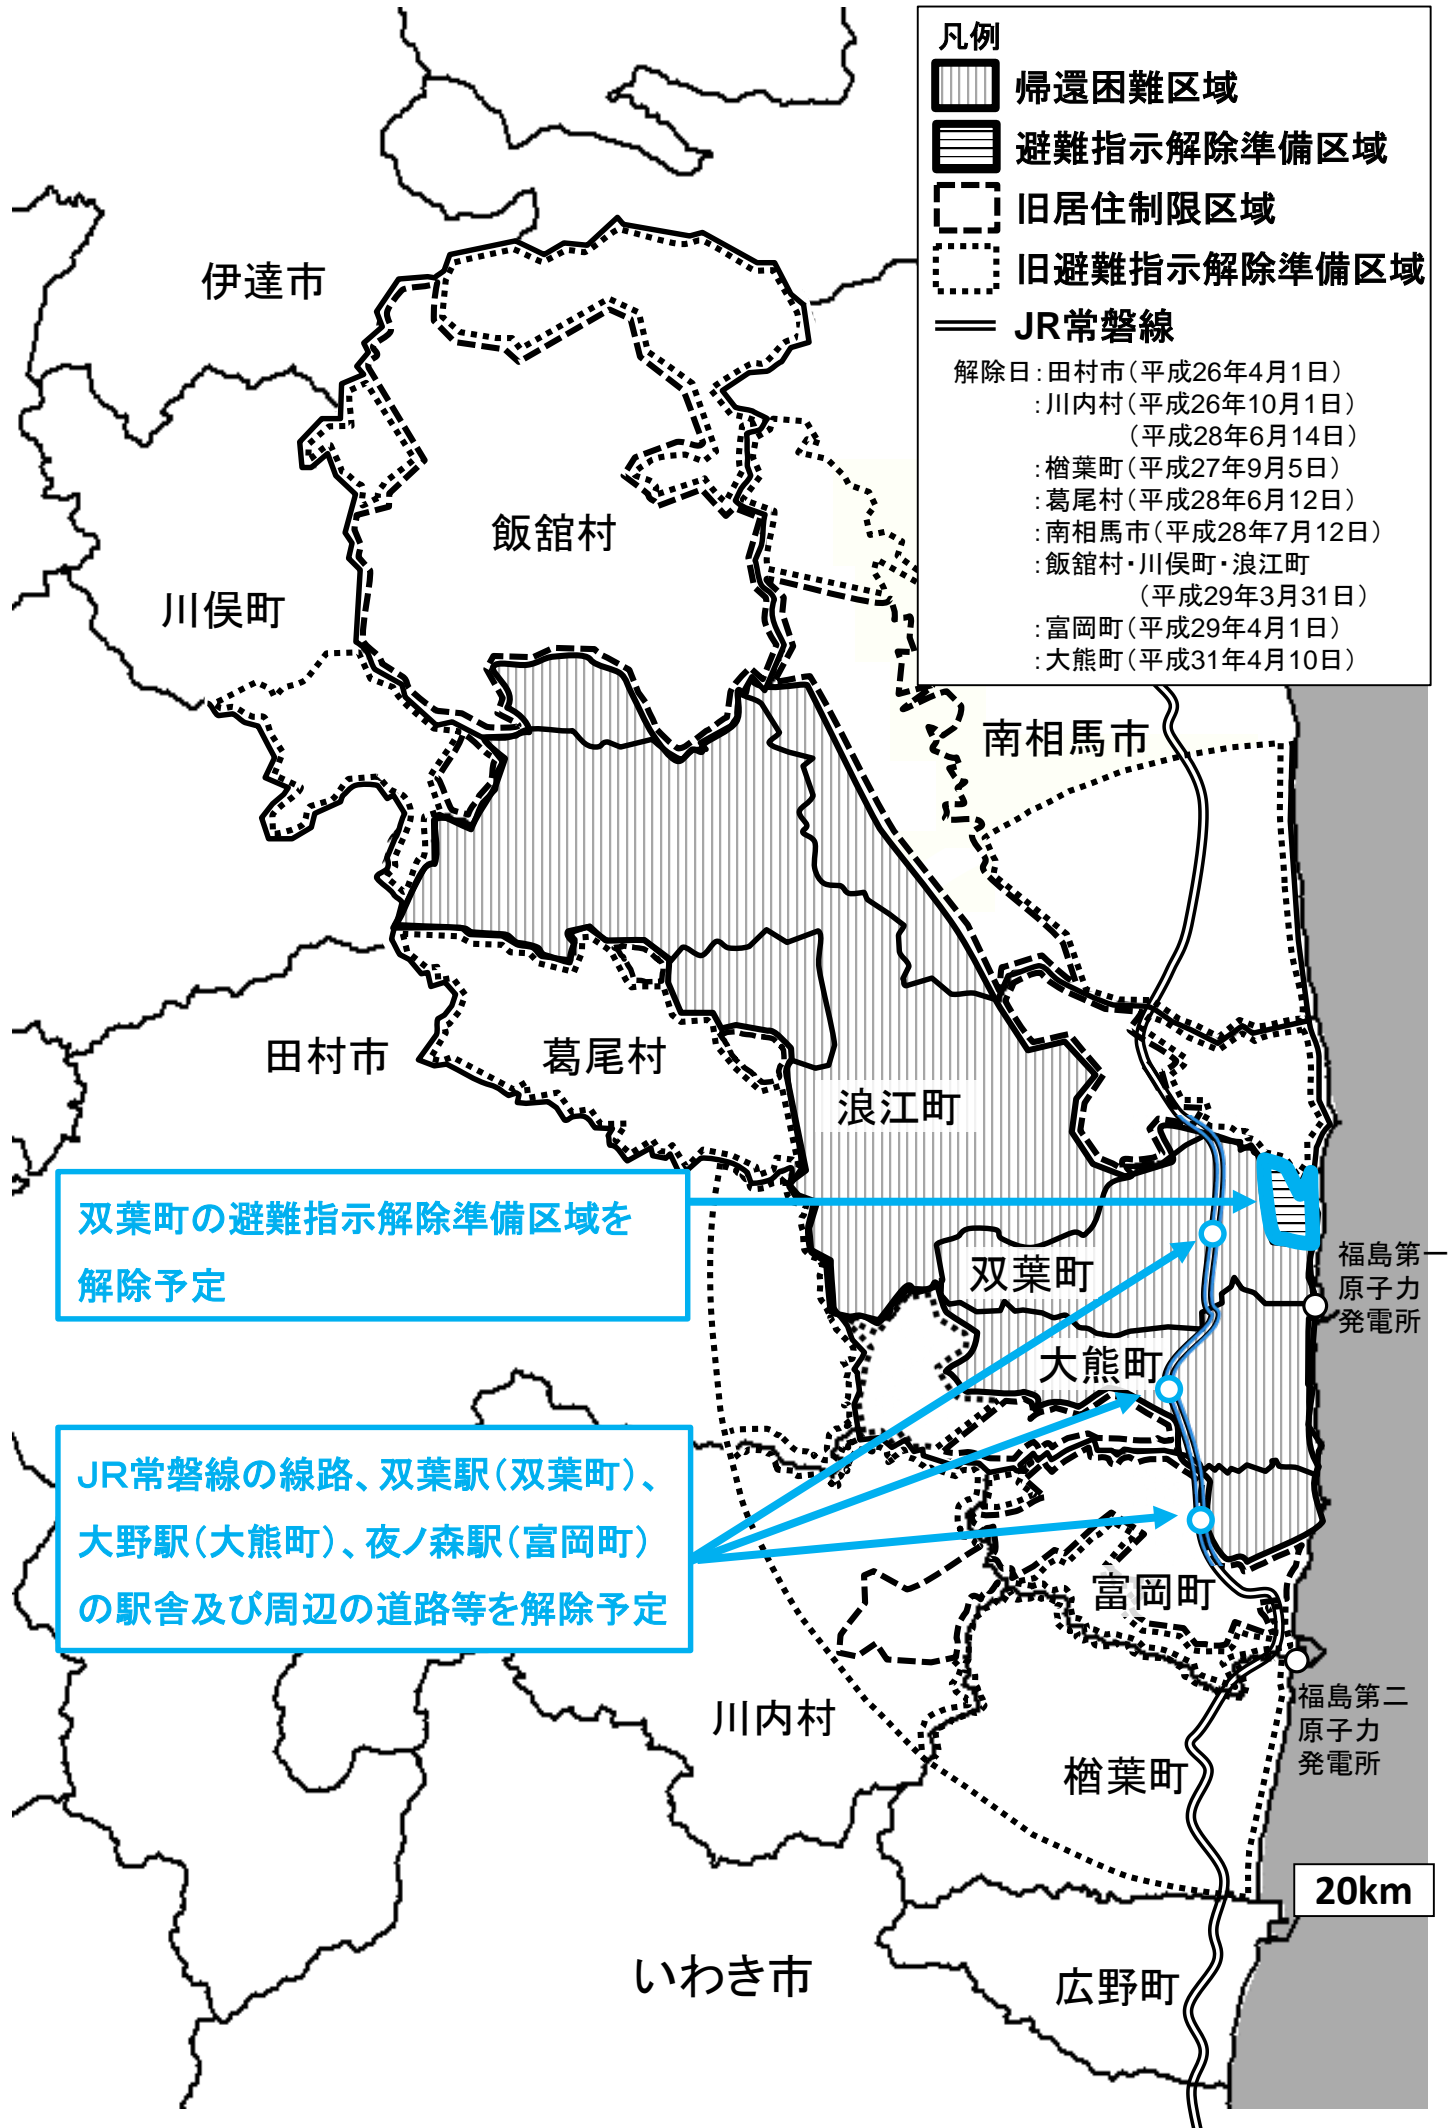 凡例
帰還困難区域
避難指示解除準備区域
旧居住制限区域
旧避難指示解除準備区域
JR常磐線
解除日:田村市(平成26年4月1日)
:川内村(平成26年10月1日)
(平成28年6月14日)
:楢葉町(平成27年9月5日)
:葛尾村(平成28年6月12日)
:南相馬市(平成28年7月12日)
:飯舘村・川俣町・浪江町
(平成29年3月31日)
:富岡町(平成29年4月1日)
:大熊町(平成31年4月10日)
伊達市
飯舘村
川俣町
南相馬市
田村市
葛尾村
浪江町
双葉町の避難指示解除準備区域を
解除予定
双葉町
福島第一
原子力
発電所
大熊町
JR常磐線の線路、双葉駅(双葉町)、
大野駅(大熊町)、夜ノ森駅(富岡町)
の駅舎及び周辺の道路等を解除予定
富岡町
川内村
福島第二
原子力
発電所
楢葉町
20km
いわき市
広野町